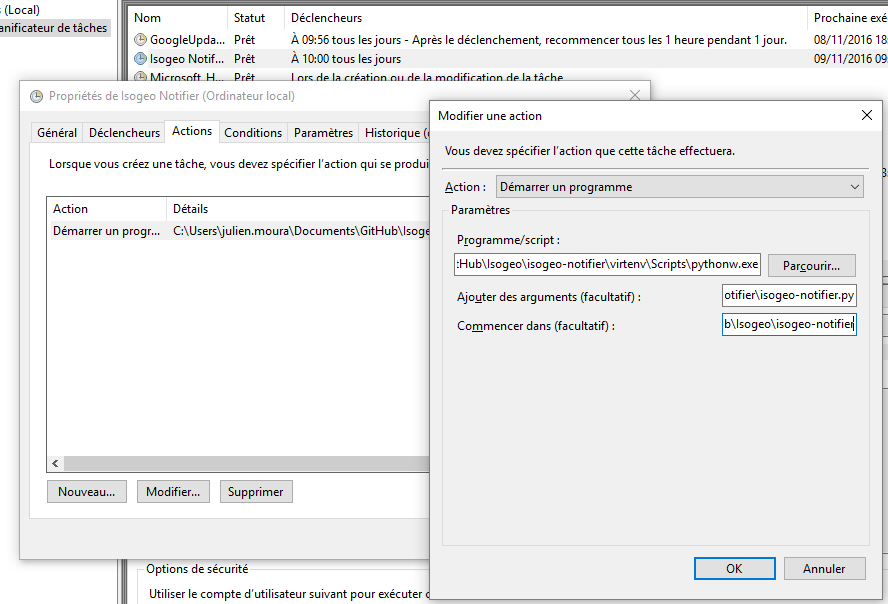 (Local)
anificateur de tâches
Nom Statut Déclencheurs Prochaine exé
GoogleUpda... Prêt À 09:56 tous les jours - Après le déclenchement, recommencer tous les 1 heure pendant 1 jour. 08/11/2016 18:
Isogeo Notif... Prêt À 10:00 tous les jours 09/11/2016 09:
Microsoft_H... Prêt Lors de la création ou de la modification de la tâche
Propriétés de Isogeo Notifier (Ordinateur local)
Général Déclencheurs Actions Conditions Paramètres Historique (
Lorsque vous créez une tâche, vous devez spécifier l'action qui se produi
Action Détails
Démarrer un progr... C:\Users\julien.moura\Documents\GitHub\Isoge
Nouveau... Modifier... Supprimer
Modifier une action
Vous devez spécifier l'action que cette tâche effectuera.
Action : Démarrer un programme
Paramètres
Programme/script :
:Hub\Isogeo\isogeo-notifier\virtenv\Scripts\pythonw.exe Parcourir...
Ajouter des arguments (facultatif) : otifier\isogeo-notifier.py
Commencer dans (facultatif) : b\Isogeo\isogeo-notifier
OK Annuler
Options de sécurité
Utiliser le compte d'utilisateur suivant pour exécuter